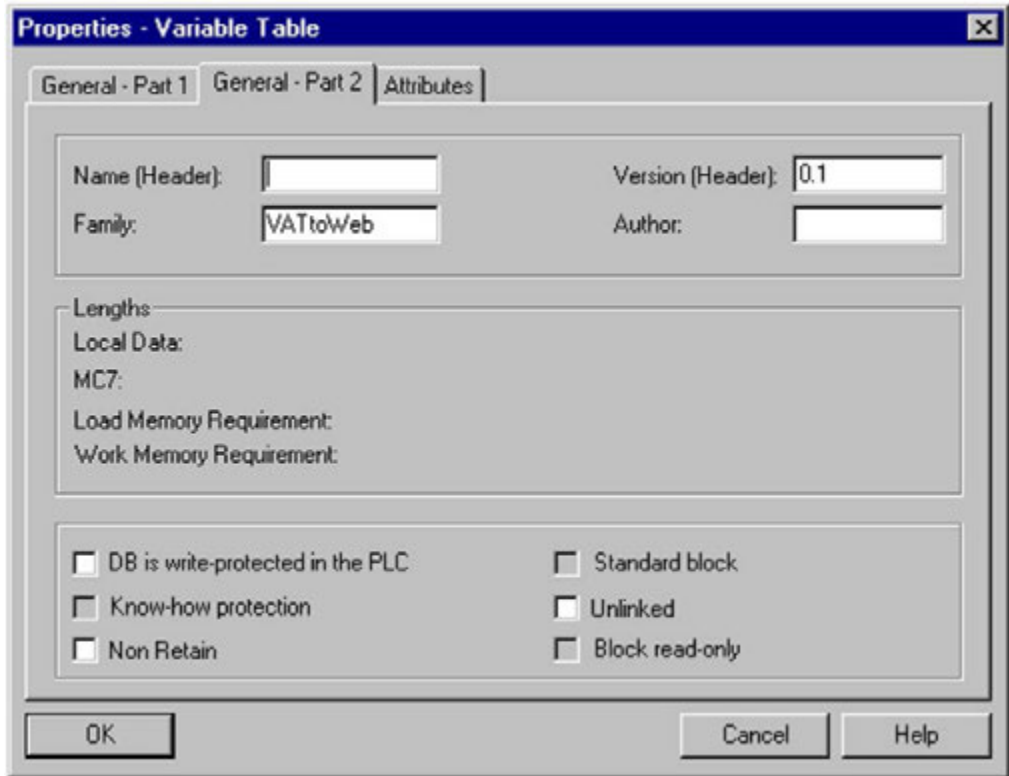 Properties - Variable Table
General - Part 1 General - Part 2 Attributes
Name (Header): Version (Header): 0.1
Family: VATtoWeb Author:
Lengths
Local Data:
MC7:
Load Memory Requirement:
Work Memory Requirement:
DB is write-protected in the PLC Standard block
Know-how protection Unlinked
Non Retain Block read-only
OK Cancel Help